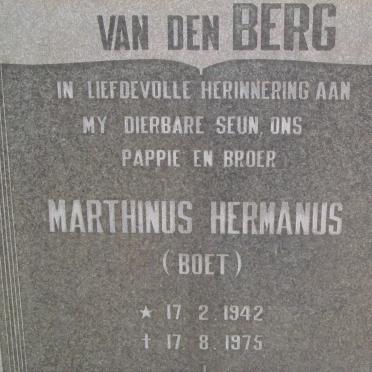 VAN DEN BERG
IN LIEFDEVOLLE HERINNERING AAN
MY DIERBARE SEUN, ONS
PAPPIE EN BROER
MARTHINUS HERMANUS
(BOET)
★ 17. 2. 1942
† 17. 8. 1975